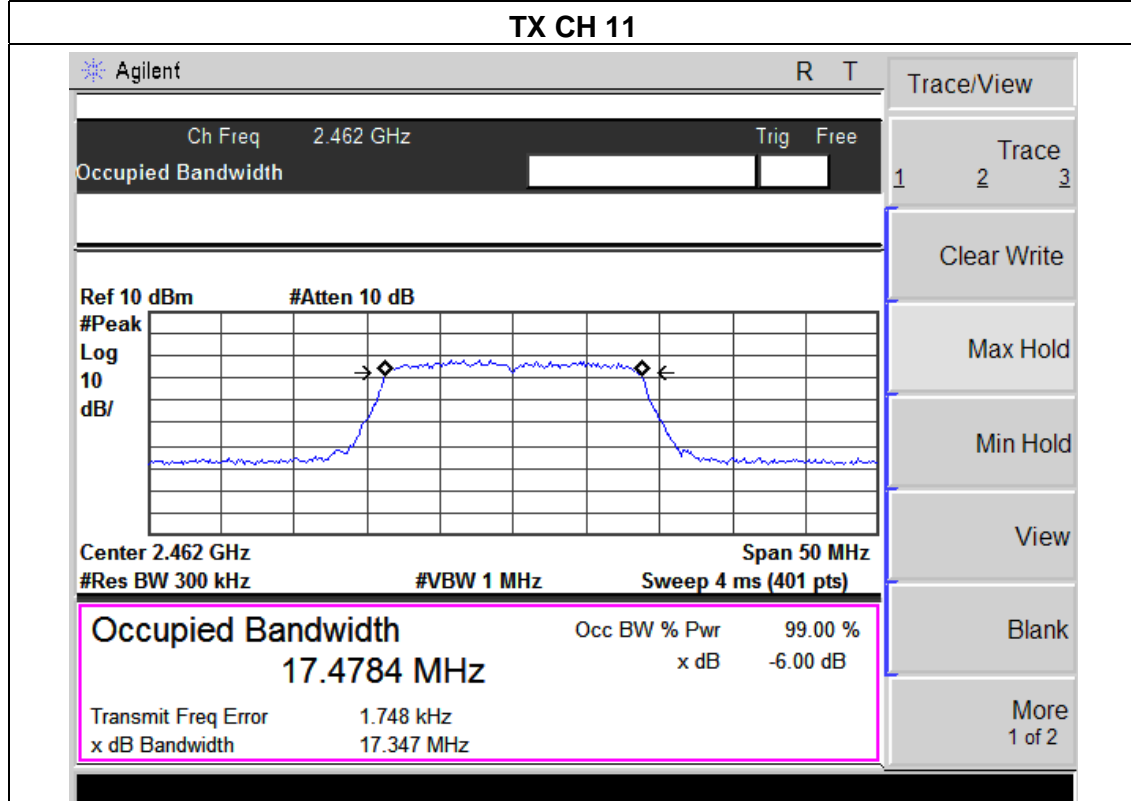 TX CH 11
Agilent R T
Trace/View
Ch Freq 2.462 GHz Trig Free
Occupied Bandwidth
Trace
1 2 3
Clear Write
Max Hold
Min Hold
View
Blank
More
1 of 2
Ref 10 dBm #Atten 10 dB
#Peak
Log
10
dB/
Center 2.462 GHz Span 50 MHz
#Res BW 300 kHz #VBW 1 MHz Sweep 4 ms (401 pts)
Occupied Bandwidth Occ BW % Pwr 99.00 %
17.4784 MHz x dB -6.00 dB
Transmit Freq Error 1.748 kHz
x dB Bandwidth 17.347 MHz